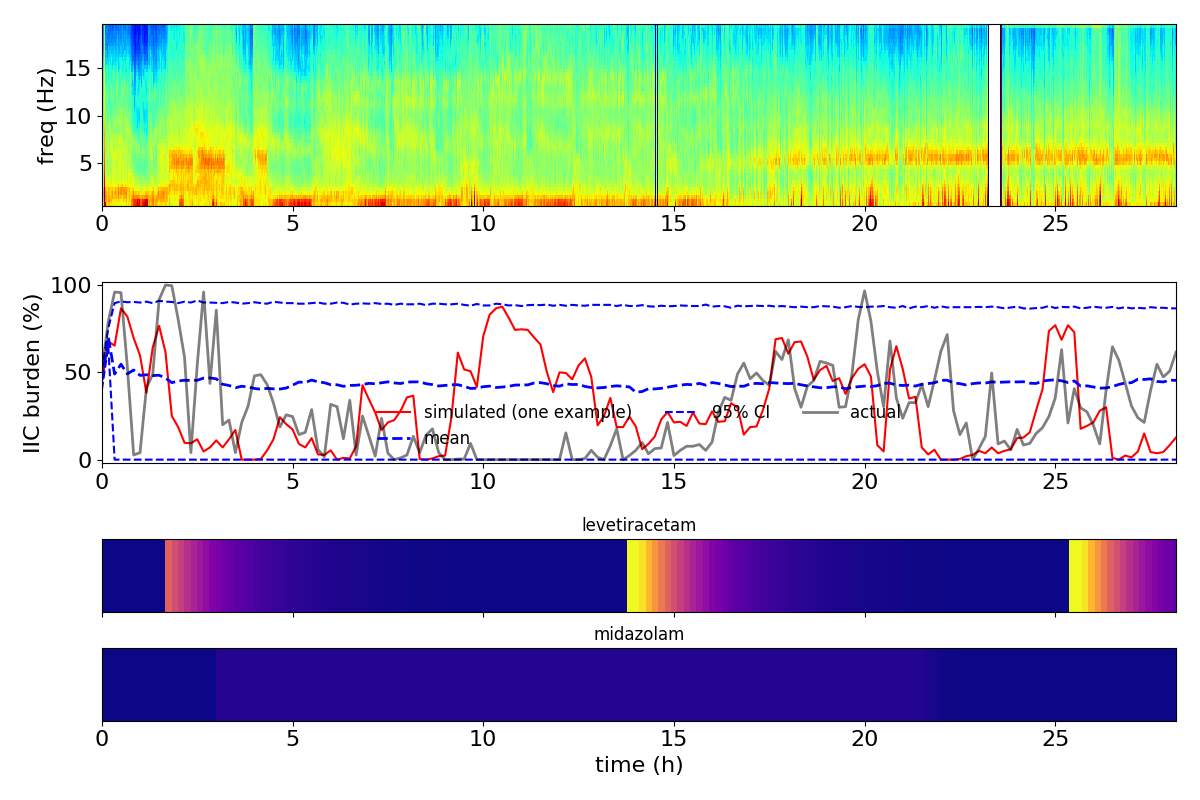 freq (Hz)
15
10
5
0 5 10 15 20 25
IIC burden (%)
100
50
0
simulated (one example) 95% CI actual
mean
0 5 10 15 20 25
levetiracetam
midazolam
0 5 10 15 20 25
time (h)